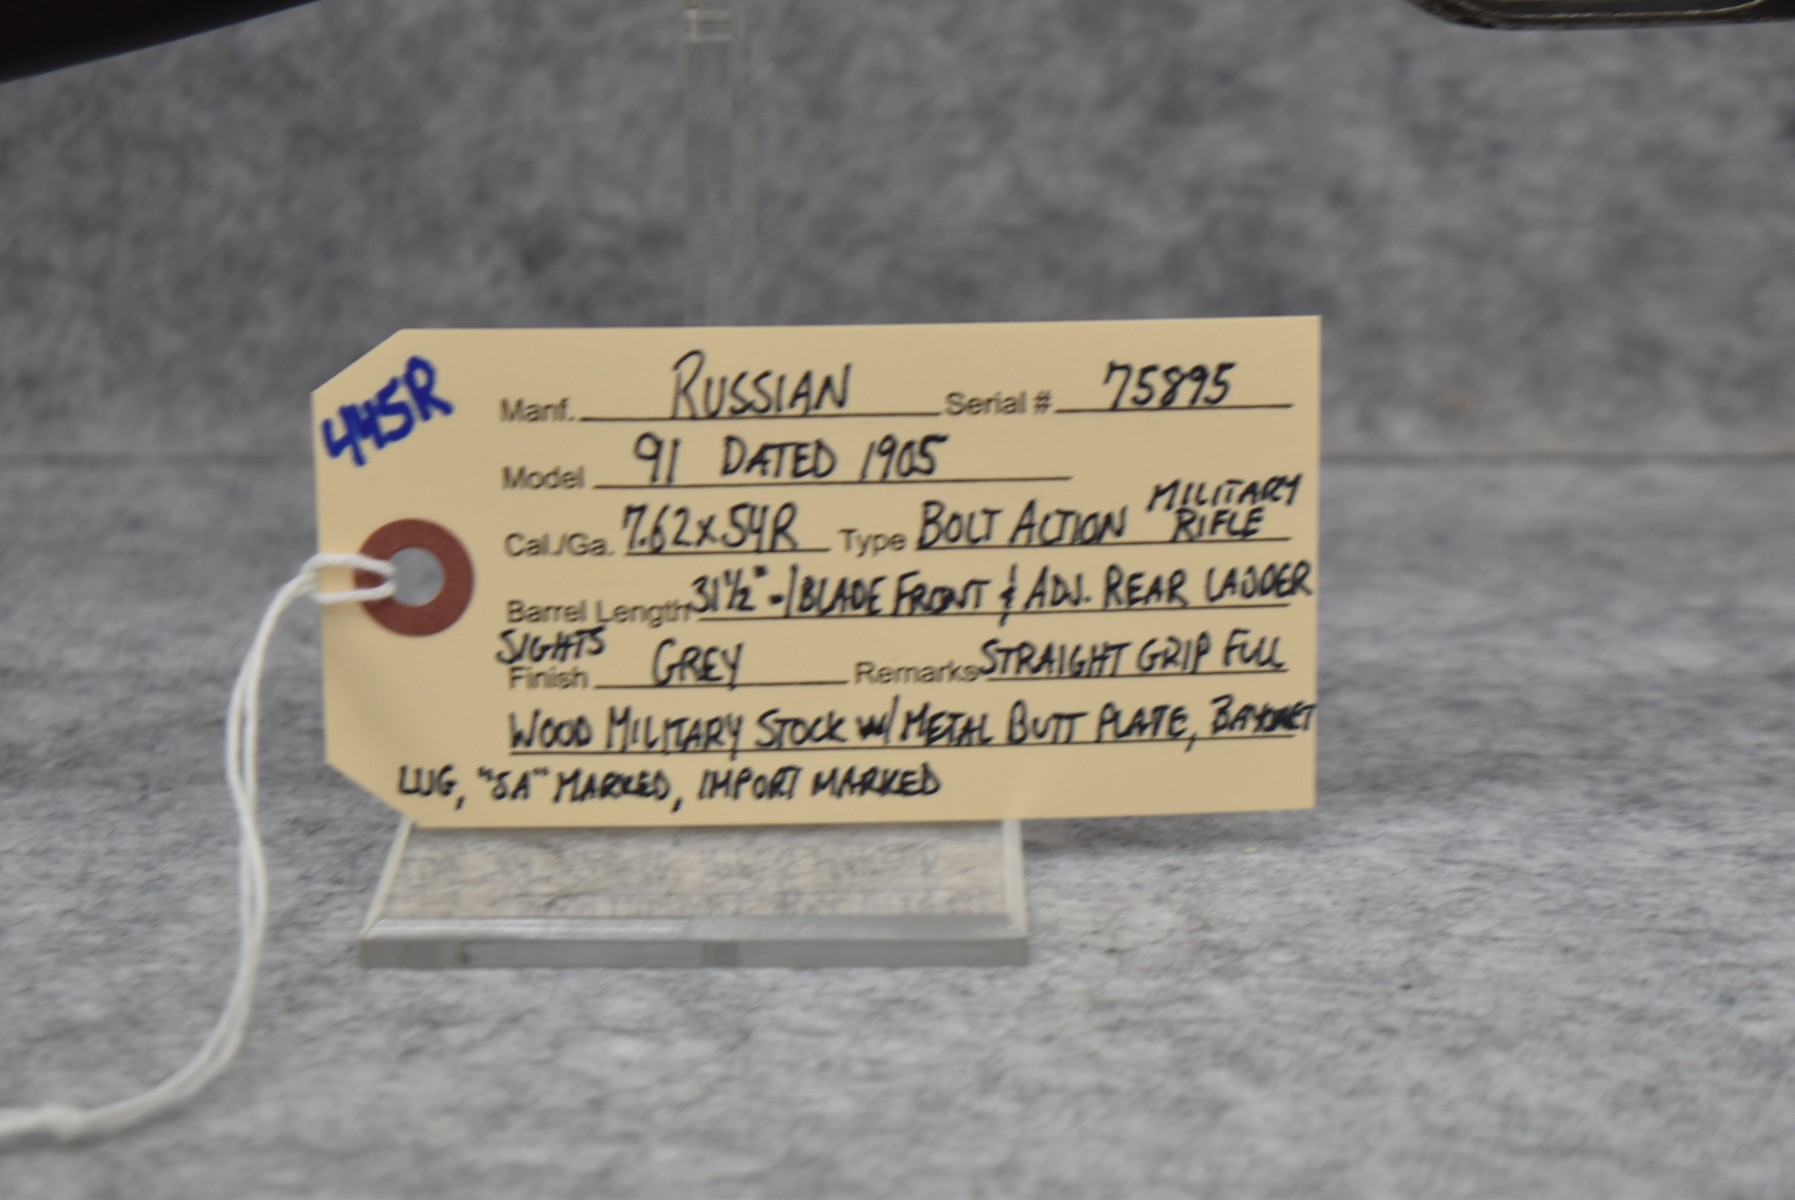 445R
Manf. RUSSIAN Serial # 75895
Model 91 DATED 1905
Cal./Ga. 7.62x54R Type BOLT ACTION MILITARY RIFLE
Barrel Length 31½" w/ BLADE FRONT & ADJ. REAR LADDER
SIGHTS
Finish GREY Remarks STRAIGHT GRIP FULL
WOOD MILITARY STOCK w/ METAL BUTT PLATE, BAYONET
LUG, "SA" MARKED, IMPORT MARKED